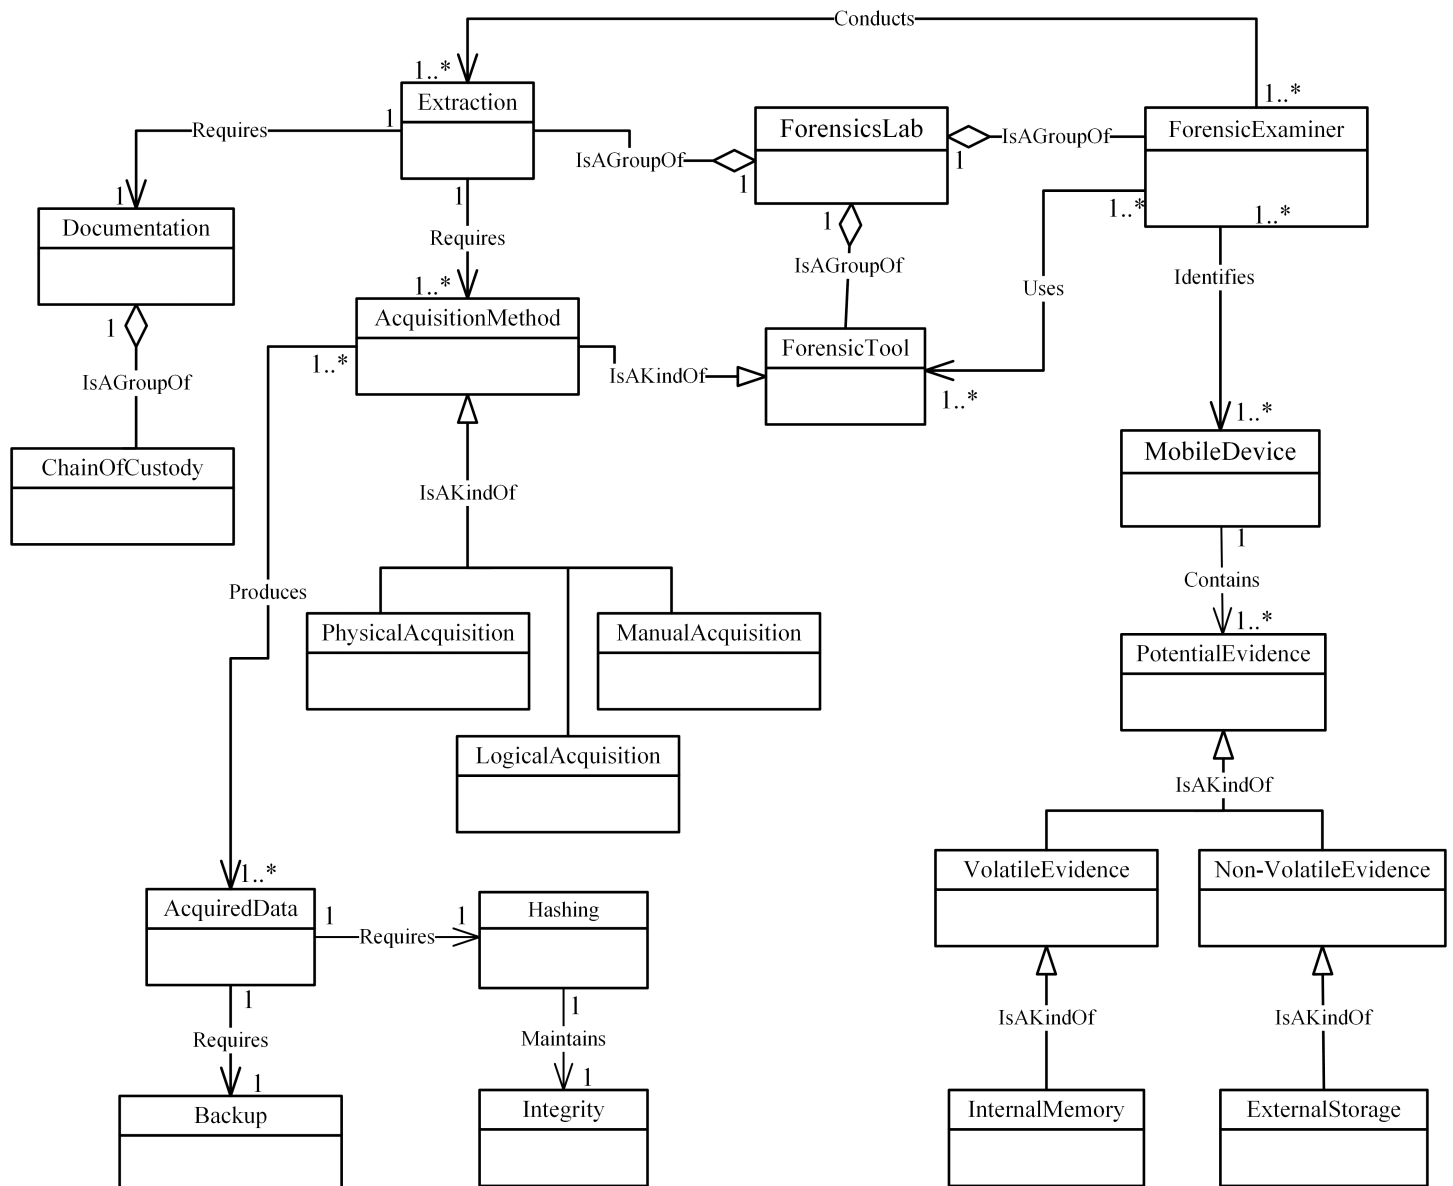 Conducts
1..*
Extraction
1
Requires
1..*
ForensicsLab
ForensicExaminer
IsAGroupOf
IsAGroupOf
1
1
1
1
1..*
1..*
Documentation
1
Requires
IsAGroupOf
Identifies
Uses
1..*
AcquisitionMethod
1
1..*
ForensicTool
IsAKindOf
IsAGroupOf
1..*
1..*
MobileDevice
ChainOfCustody
IsAKindOf
1
Contains
Produces
1..*
PhysicalAcquisition
ManualAcquisition
PotentialEvidence
LogicalAcquisition
IsAKindOf
1..*
VolatileEvidence
Non-VolatileEvidence
AcquiredData
1
1
Hashing
Requires
1
1
IsAKindOf
IsAKindOf
Requires
Maintains
1
1
Backup
Integrity
InternalMemory
ExternalStorage